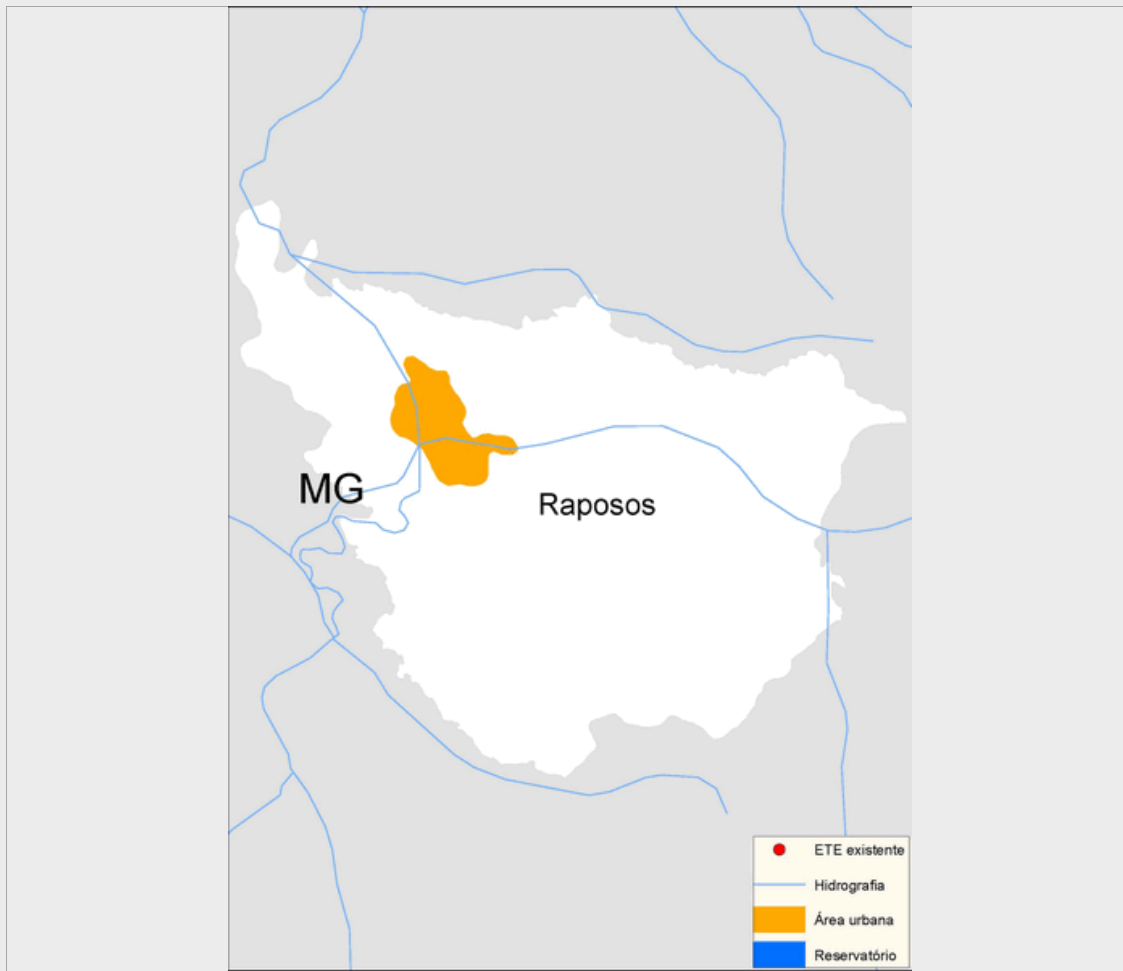 MG
Raposos
ETE existente
Hidrografia
Área urbana
Reservatório